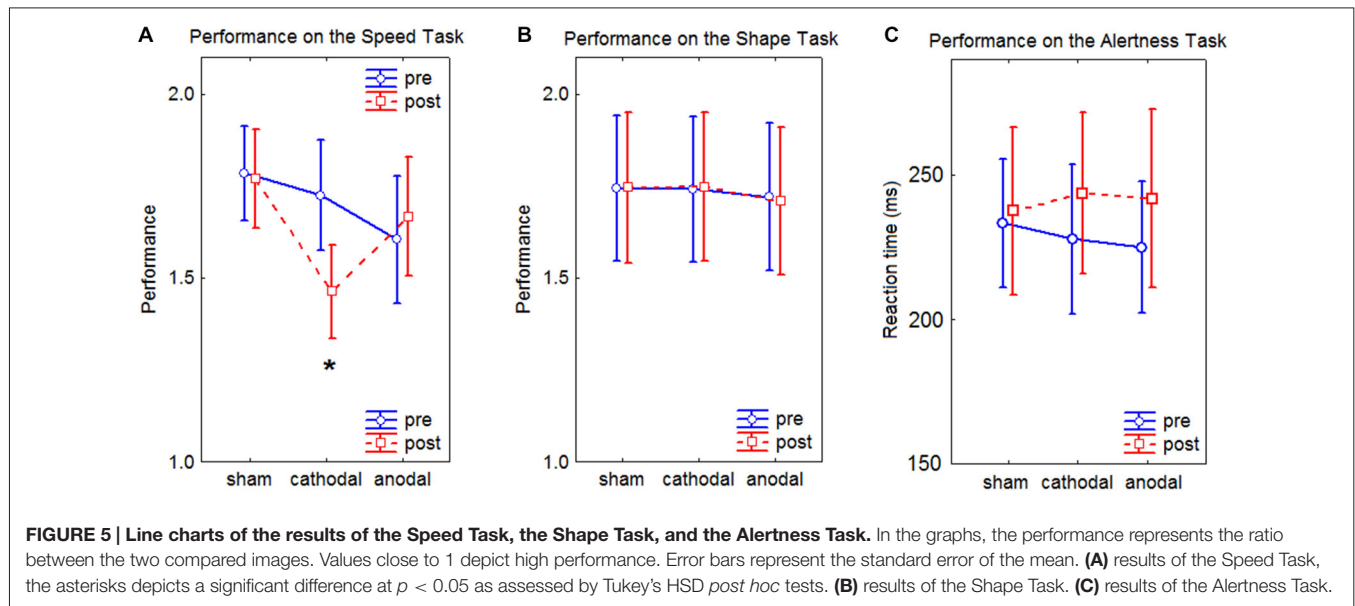 A Performance on the Speed Task
Performance
2.0
1.5
1.0
pre
post
*
pre
post
sham cathodal anodal
B Performance on the Shape Task
Performance
2.0
1.5
1.0
pre
post
sham cathodal anodal
C Performance on the Alertness Task
Reaction time (ms)
250
200
150
pre
post
sham cathodal anodal
FIGURE 5 | Line charts of the results of the Speed Task, the Shape Task, and the Alertness Task. In the graphs, the performance represents the ratio
between the two compared images. Values close to 1 depict high performance. Error bars represent the standard error of the mean. (A) results of the Speed Task,
the asterisks depicts a significant difference at p < 0.05 as assessed by Tukey's HSD post hoc tests. (B) results of the Shape Task. (C) results of the Alertness Task.